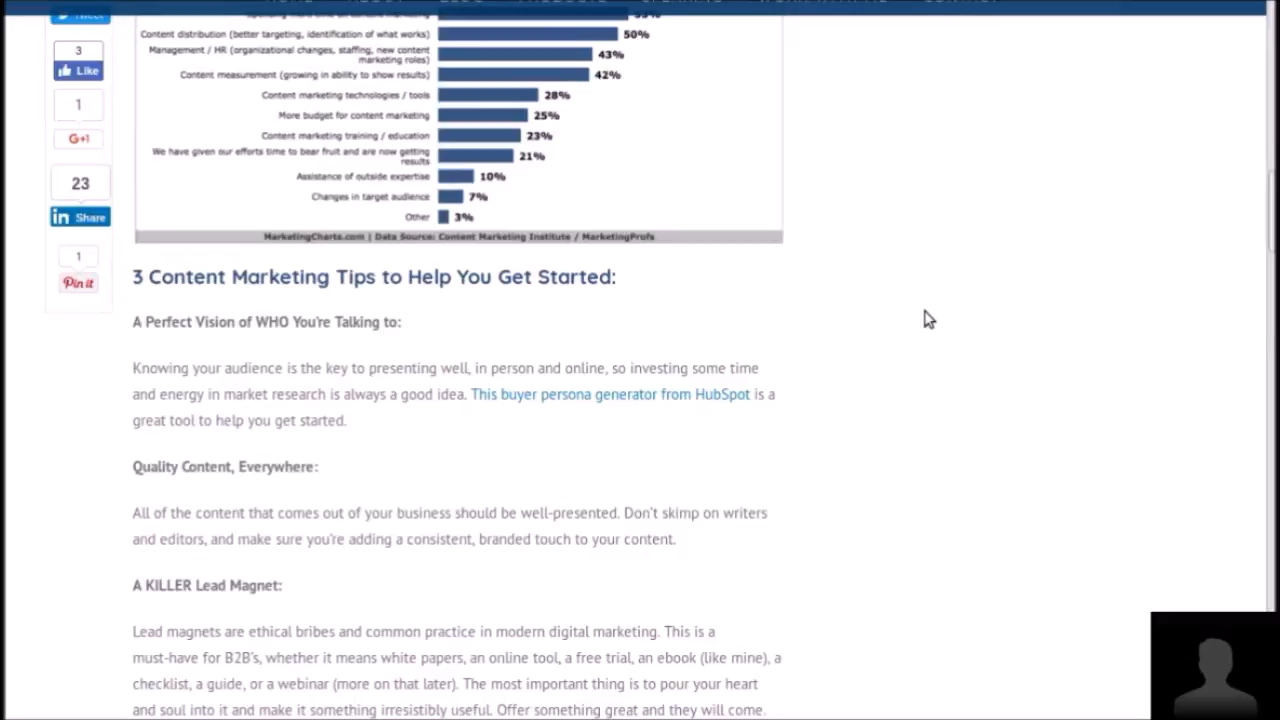 Tweet
3
Like
1
G+1
23
in Share
1
Pin it
Spending more time on content marketing 53%
Content distribution (better targeting, identification of what works) 50%
Management / HR (organizational changes, staffing, new content
marketing roles) 43%
Content measurement (growing in ability to show results) 42%
Content marketing technologies / tools 28%
More budget for content marketing 25%
Content marketing training / education 23%
We have given our efforts time to bear fruit and are now getting
results 21%
Assistance of outside expertise 10%
Changes in target audience 7%
Other 3%
MarketingCharts.com | Data Source: Content Marketing Institute / MarketingProfs
3 Content Marketing Tips to Help You Get Started:
A Perfect Vision of WHO You're Talking to:
Knowing your audience is the key to presenting well, in person and online, so investing some time
and energy in market research is always a good idea. This buyer persona generator from HubSpot is a
great tool to help you get started.
Quality Content, Everywhere:
All of the content that comes out of your business should be well-presented. Don't skimp on writers
and editors, and make sure you're adding a consistent, branded touch to your content.
A KILLER Lead Magnet:
Lead magnets are ethical bribes and common practice in modern digital marketing. This is a
must-have for B2B's, whether it means white papers, an online tool, a free trial, an ebook (like mine), a
checklist, a guide, or a webinar (more on that later). The most important thing is to pour your heart
and soul into it and make it something irresistibly useful. Offer something great and they will come.